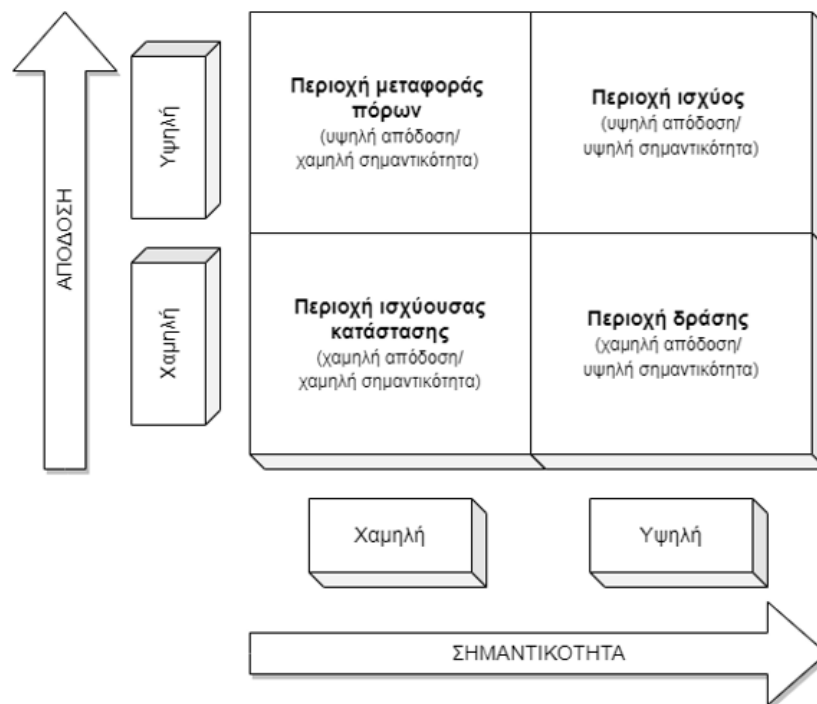 ΑΠΟΔΟΣΗ
Υψηλή
Περιοχή μεταφοράς
πόρων
(υψηλή απόδοση/
χαμηλή σημαντικότητα)
Περιοχή ισχύος
(υψηλή απόδοση/
υψηλή σημαντικότητα)
Χαμηλή
Περιοχή ισχύουσας
κατάστασης
(χαμηλή απόδοση/
χαμηλή σημαντικότητα)
Περιοχή δράσης
(χαμηλή απόδοση/
υψηλή σημαντικότητα)
Χαμηλή
Υψηλή
ΣΗΜΑΝΤΙΚΟΤΗΤΑ